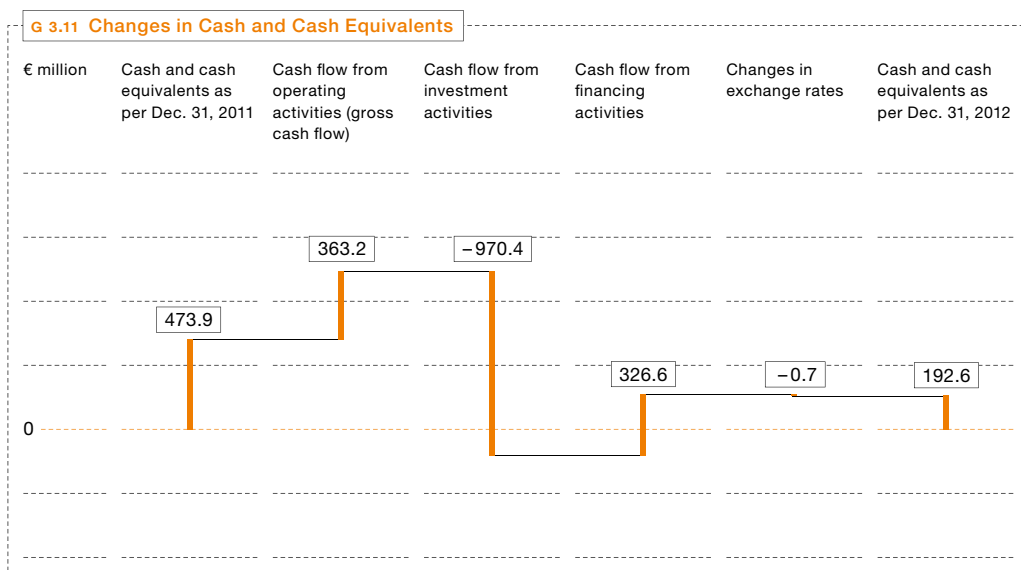 G 3.11 Changes in Cash and Cash Equivalents
€ million
Cash and cash
equivalents as
per Dec. 31, 2011
Cash flow from
operating
activities (gross
cash flow)
Cash flow from
investment
activities
Cash flow from
financing
activities
Changes in
exchange rates
Cash and cash
equivalents as
per Dec. 31, 2012
473.9
363.2
–970.4
326.6
–0.7
192.6
0